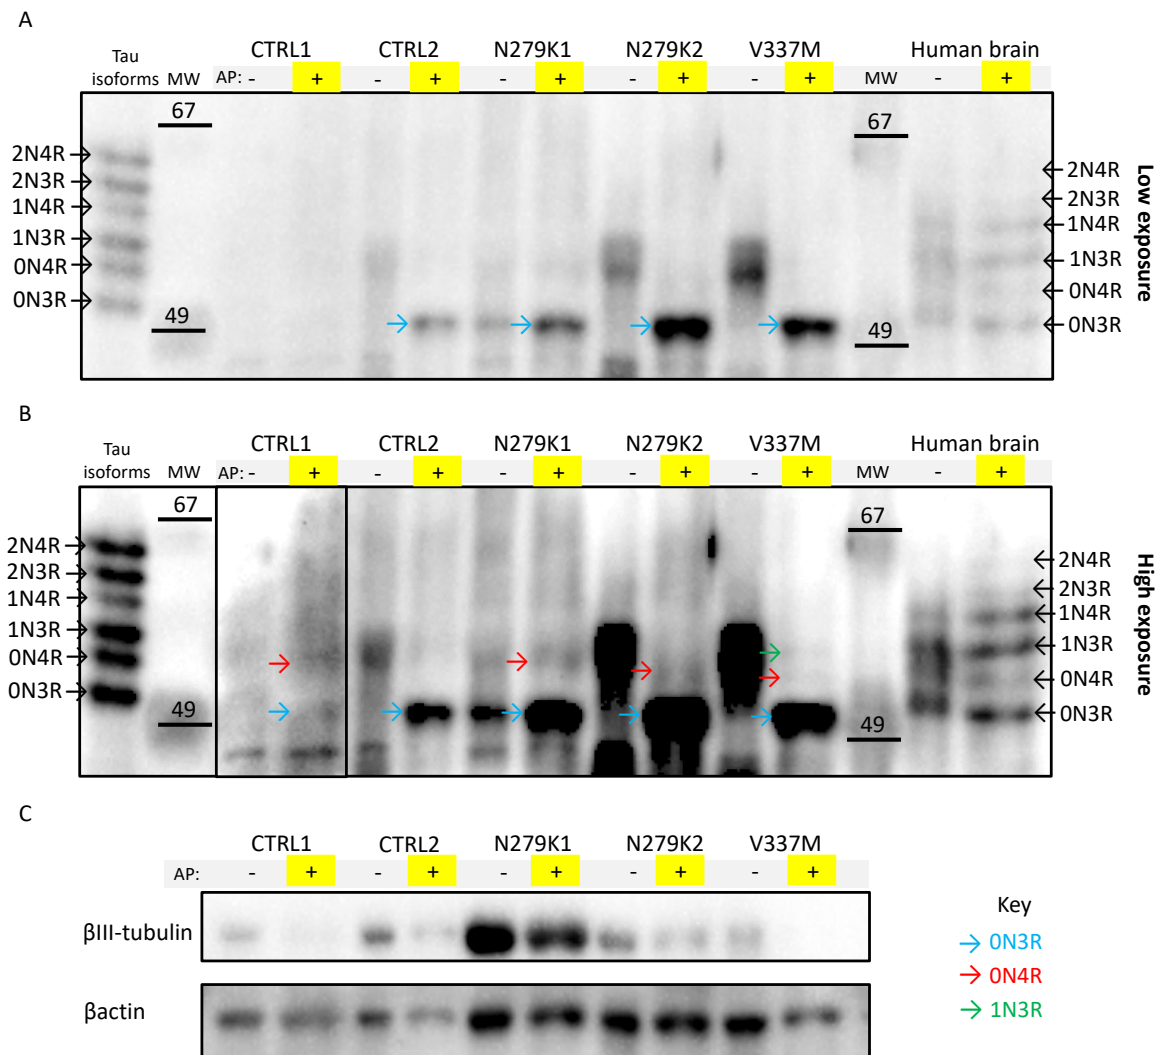 A
Tau isoforms MW CTRL1 CTRL2 N279K1 N279K2 V337M Human brain
AP: - + - + - + - + - + MW - +
67
67
2N4R
2N3R
1N4R
1N3R
0N4R
0N3R
49
49
2N4R
2N3R
1N4R
1N3R
0N4R
0N3R
Low exposure
B
Tau isoforms MW CTRL1 CTRL2 N279K1 N279K2 V337M Human brain
AP: - + - + - + - + - + MW - +
67
67
2N4R
2N3R
1N4R
1N3R
0N4R
0N3R
49
49
2N4R
2N3R
1N4R
1N3R
0N4R
0N3R
High exposure
C
CTRL1 CTRL2 N279K1 N279K2 V337M
AP: - + - + - + - + - +
βIII-tubulin
βactin
Key
0N3R
0N4R
1N3R